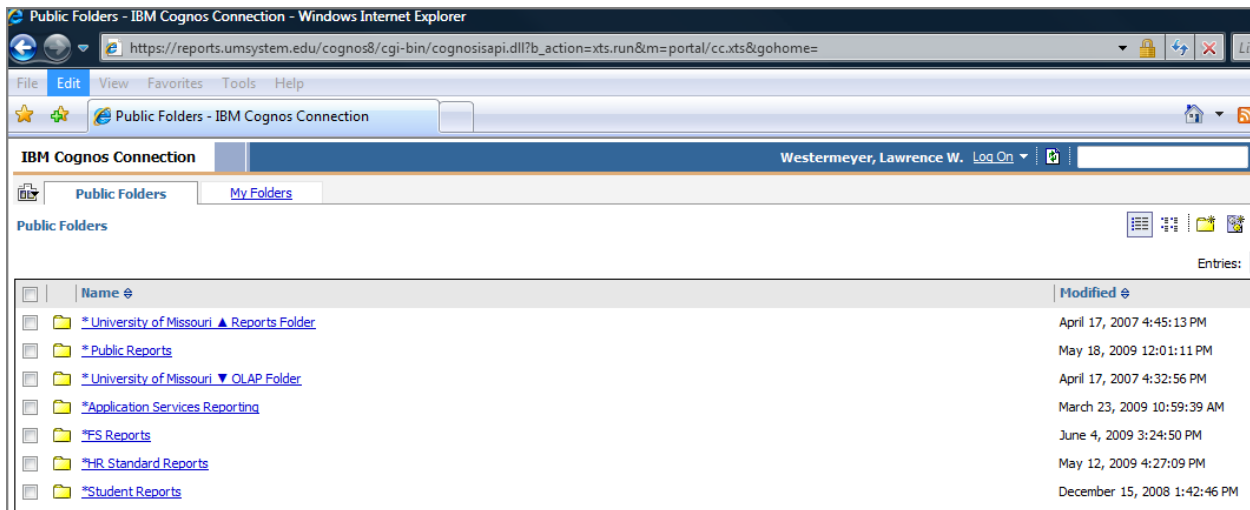 Public Folders - IBM Cognos Connection - Windows Internet Explorer
https://reports.umsystem.edu/cognos8/cgi-bin/cognosisapi.dll?b_action=xts.run&m=portal/cc.xts&gohome=
File Edit View Favorites Tools Help
Public Folders - IBM Cognos Connection
IBM Cognos Connection Westermeyer, Lawrence W. Log On
Public Folders My Folders
Public Folders
Entries:
Name Modified
* University of Missouri ▲ Reports Folder April 17, 2007 4:45:13 PM
* Public Reports May 18, 2009 12:01:11 PM
* University of Missouri ▼ OLAP Folder April 17, 2007 4:32:56 PM
*Application Services Reporting March 23, 2009 10:59:39 AM
*FS Reports June 4, 2009 3:24:50 PM
*HR Standard Reports May 12, 2009 4:27:09 PM
*Student Reports December 15, 2008 1:42:46 PM